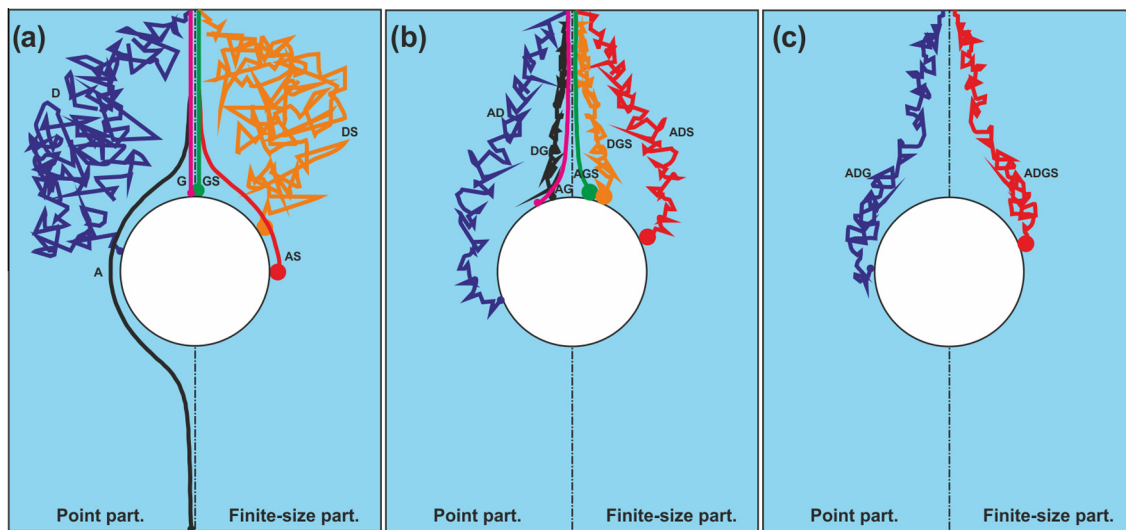 (a)
D
DS
G
GS
A
AS
Point part.
Finite-size part.
(b)
AD
ADS
DG
DGS
AGS
AG
Point part.
Finite-size part.
(c)
ADG
ADGS
Point part.
Finite-size part.